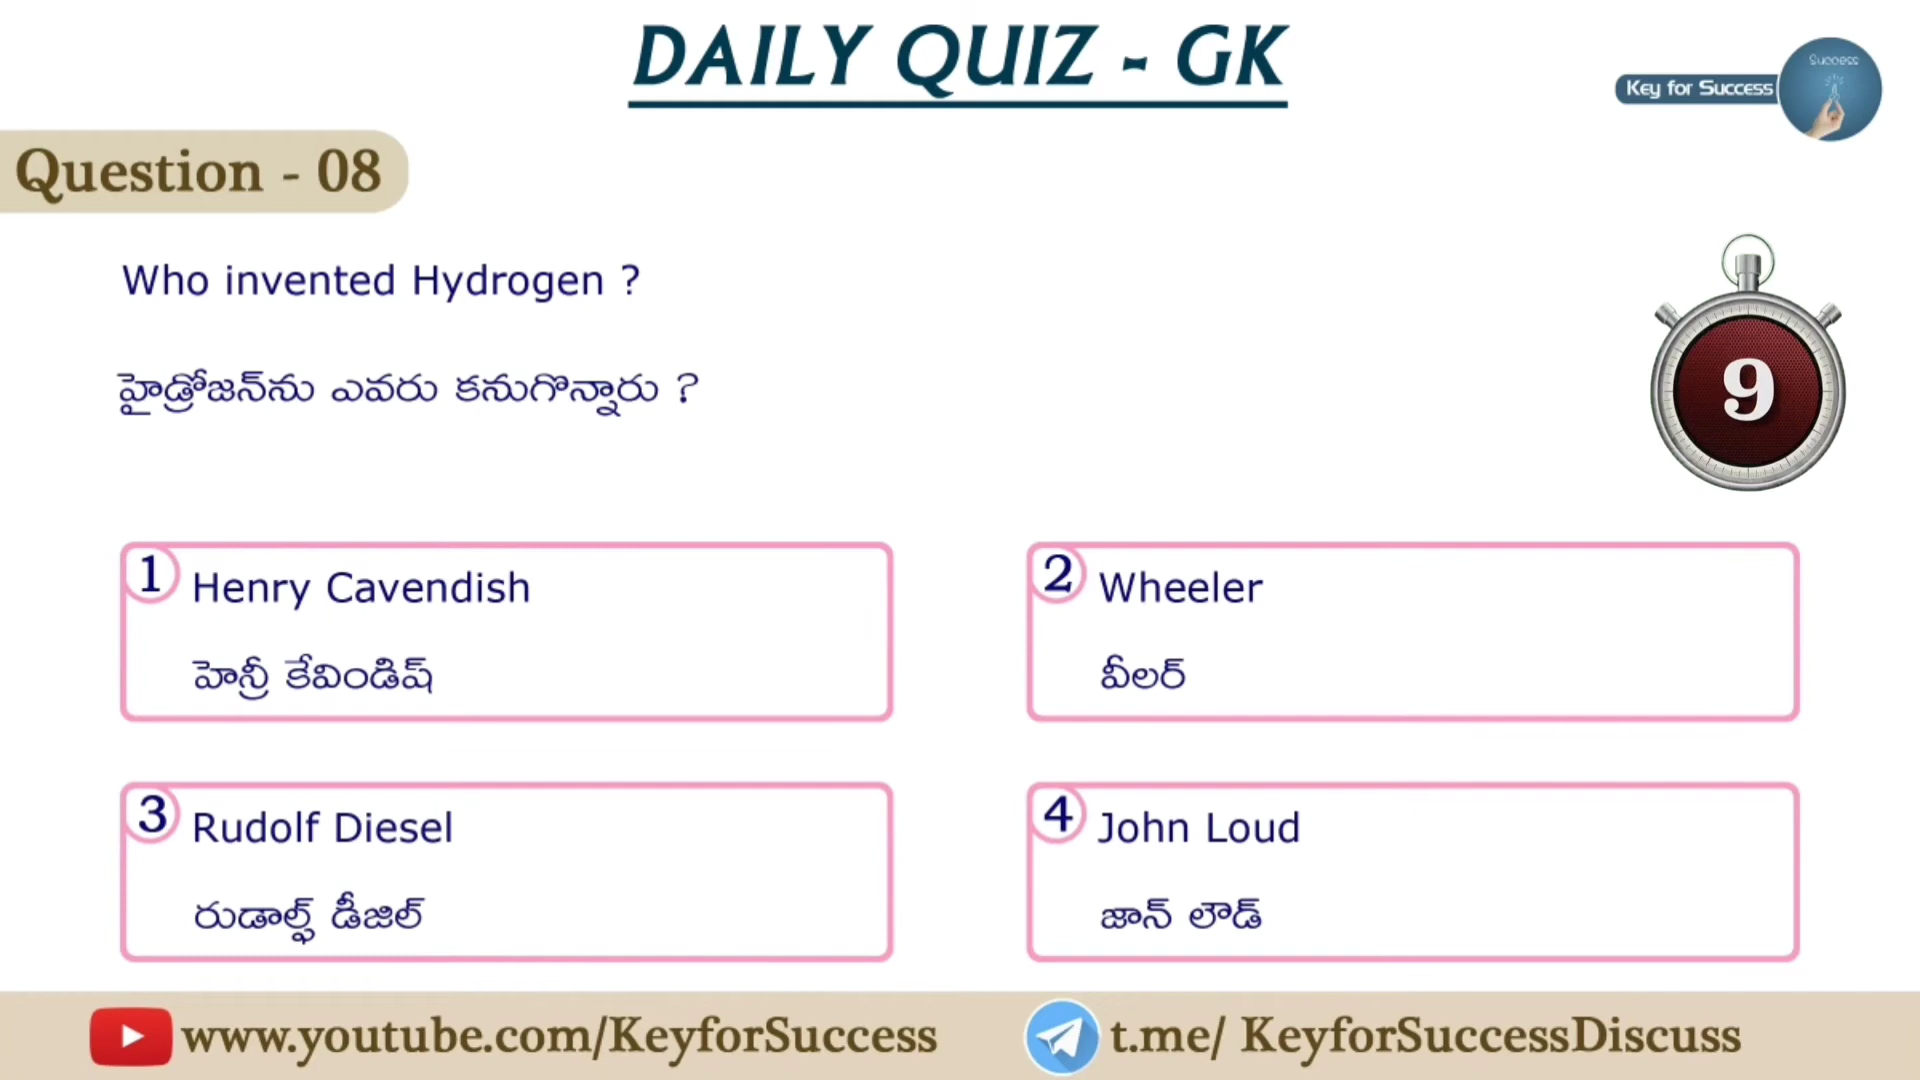 DAILY QUIZ - GK
Key for Success
Success
Question - 08
Who invented Hydrogen ?
హైడ్రోజన్‌ను ఎవరు కనుగొన్నారు ?
9
1 Henry Cavendish
హెన్రీ కేవిండిష్
2 Wheeler
వీలర్
3 Rudolf Diesel
రుడాల్ఫ్ డీజిల్
4 John Loud
జాన్ లౌడ్
www.youtube.com/KeyforSuccess
t.me/ KeyforSuccessDiscuss